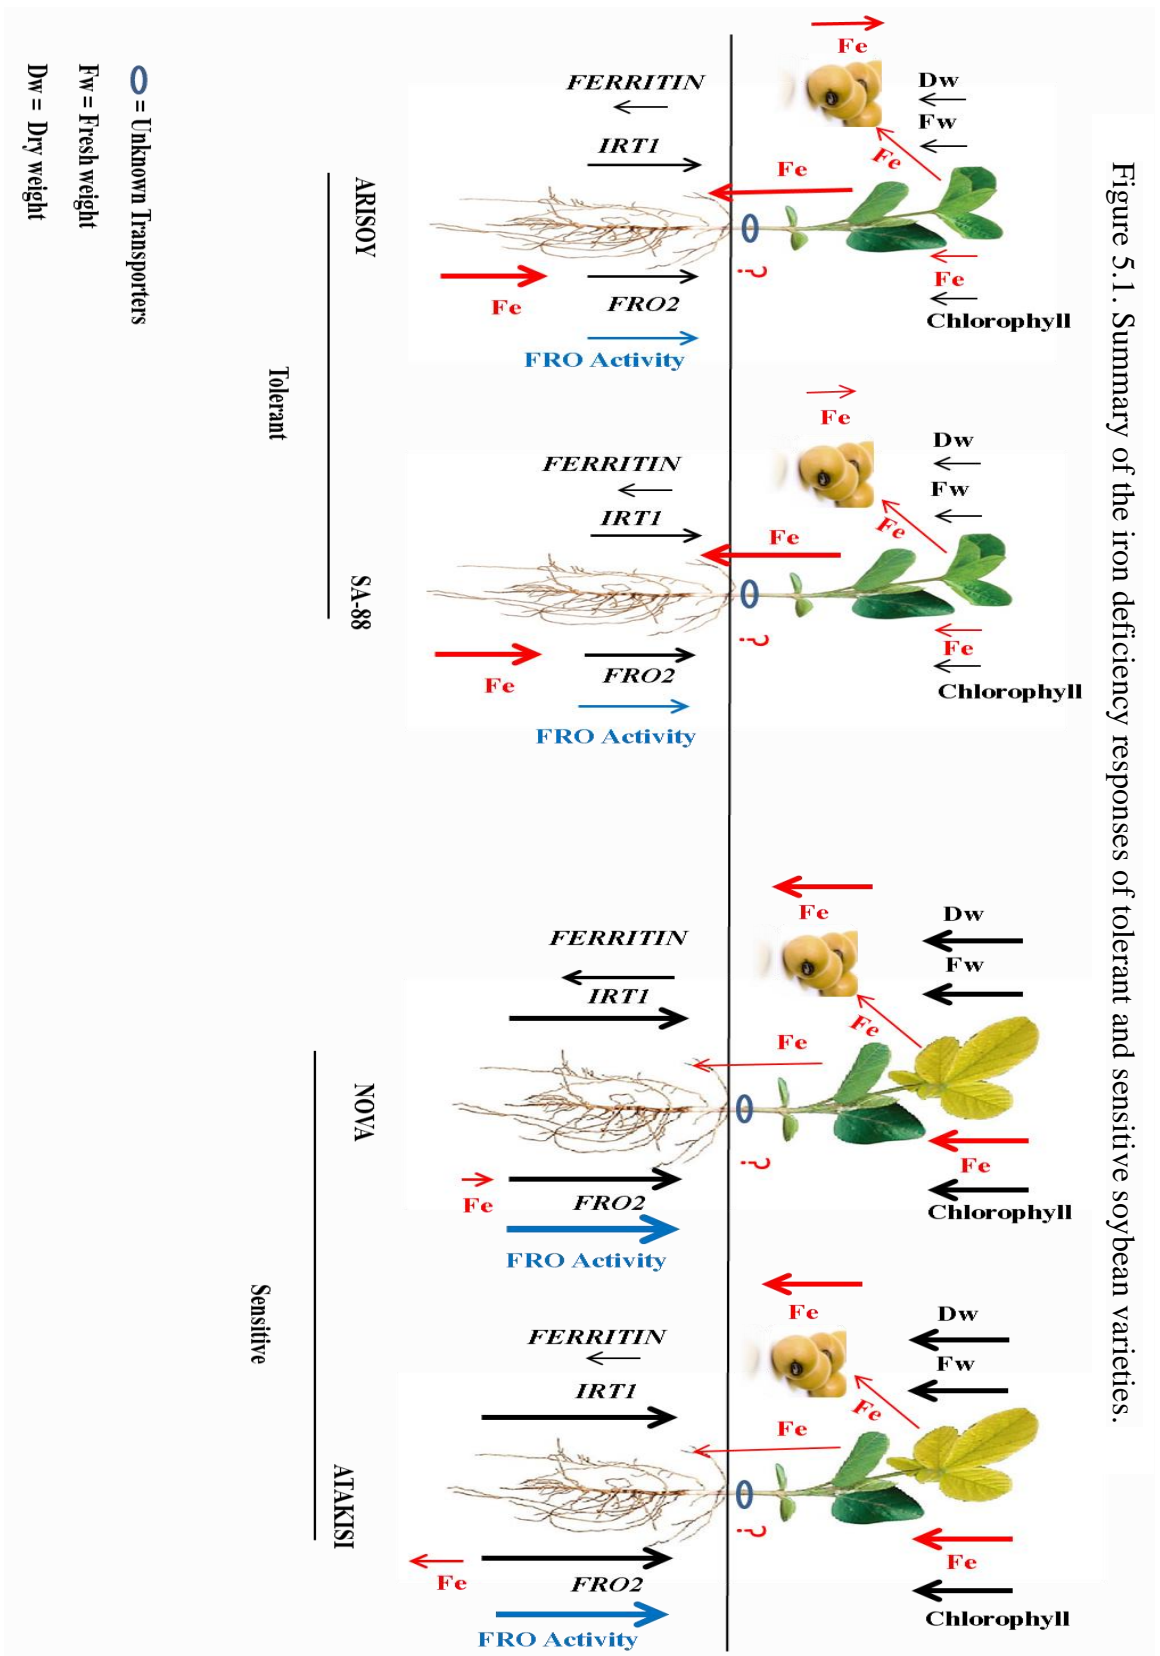 Figure 5.1. Summary of the iron deficiency responses of tolerant and sensitive soybean varieties.
Fe
Dw
Fw
Fe
Fe
Fe
Chlorophyll
?
FERRITIN
IRT1
FRO2
Fe
FRO Activity
Fe
Dw
Fw
Fe
Fe
Fe
Chlorophyll
?
FERRITIN
IRT1
FRO2
Fe
FRO Activity
Fe
Dw
Fw
Fe
Fe
Fe
Chlorophyll
?
FERRITIN
IRT1
FRO2
Fe
FRO Activity
Fe
Dw
Fw
Fe
Fe
Fe
Chlorophyll
?
FERRITIN
IRT1
FRO2
Fe
FRO Activity
ARISOY
SA-88
NOVA
ATAKISI
Tolerant
Sensitive
= Unknown Transporters
Fw = Fresh weight
Dw = Dry weight